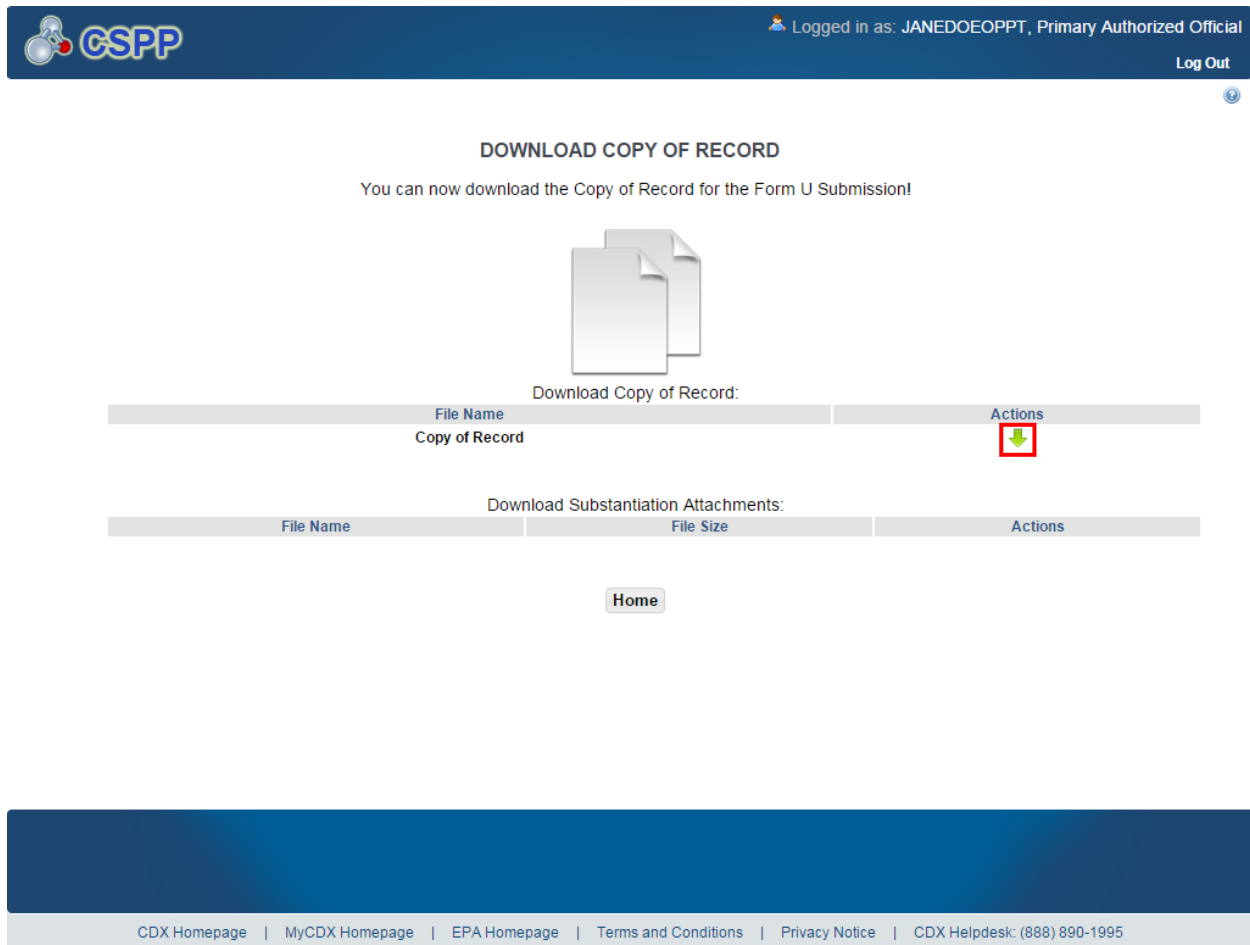 CSPP
Logged in as: JANEDOEOPPT, Primary Authorized Official
Log Out
DOWNLOAD COPY OF RECORD
You can now download the Copy of Record for the Form U Submission!
Download Copy of Record:
File Name Actions
Copy of Record
Download Substantiation Attachments:
File Name File Size Actions
Home
CDX Homepage | MyCDX Homepage | EPA Homepage | Terms and Conditions | Privacy Notice | CDX Helpdesk: (888) 890-1995